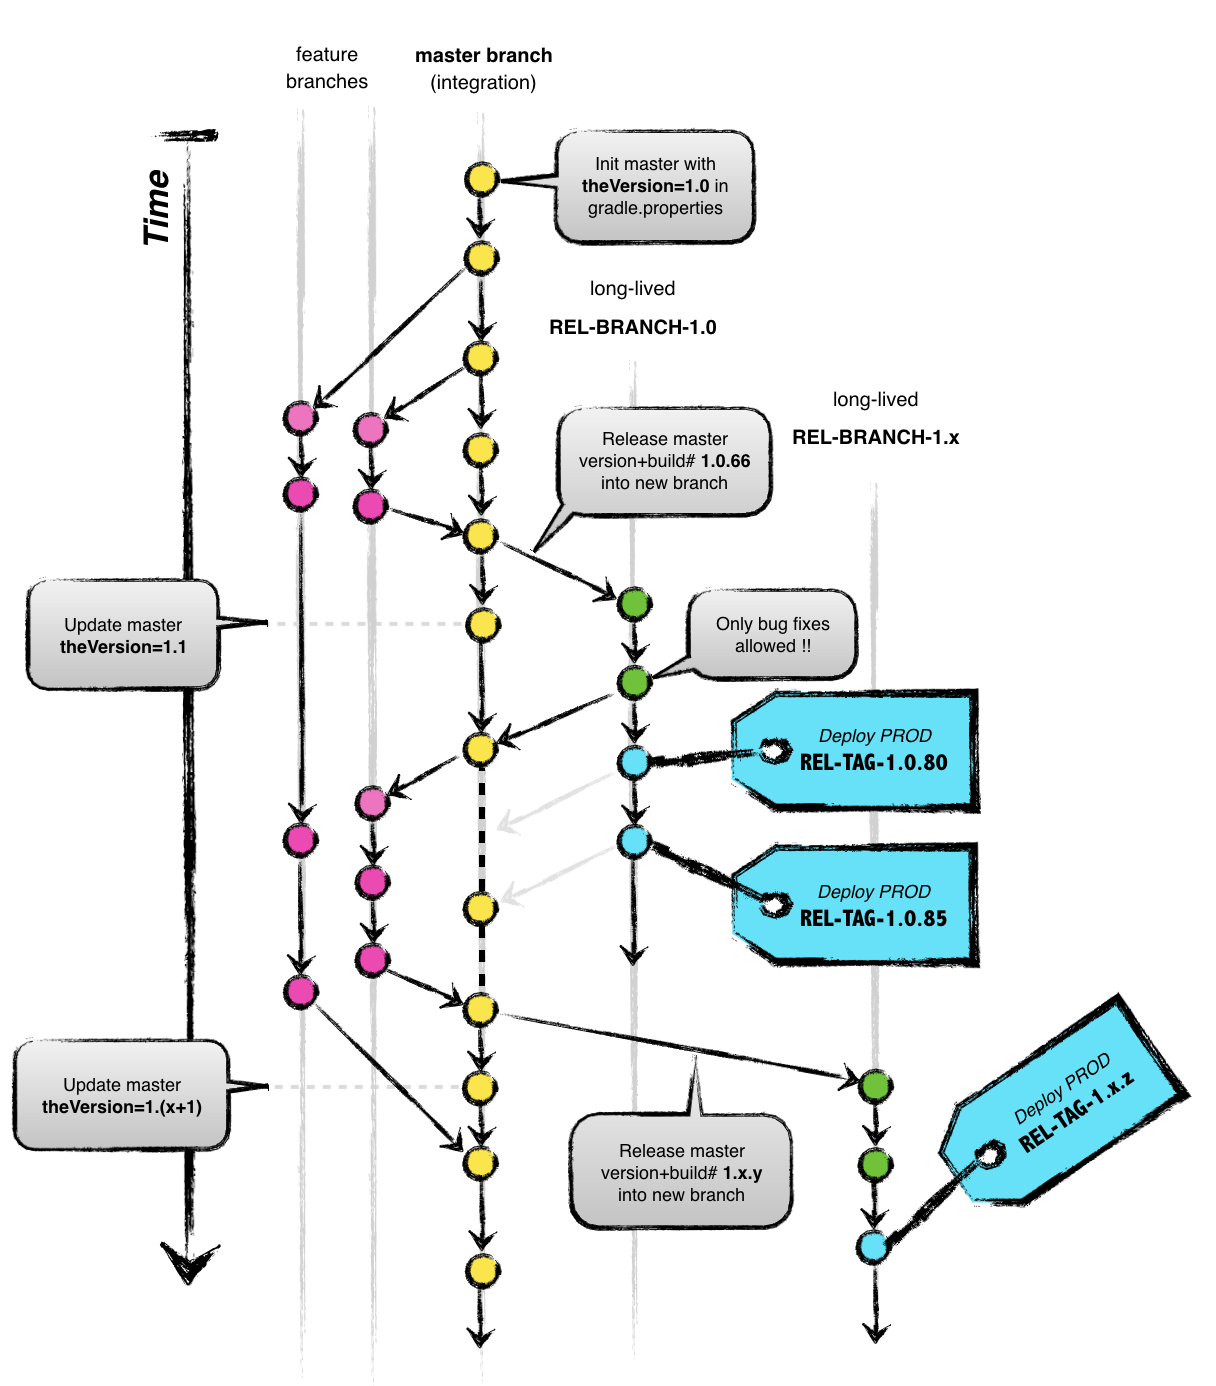 feature
branches
master branch
(integration)
Time
Init master with
theVersion=1.0 in
gradle.properties
long-lived
REL-BRANCH-1.0
long-lived
REL-BRANCH-1.x
Release master
version+build# 1.0.66
into new branch
Update master
theVersion=1.1
Only bug fixes
allowed !!
Deploy PROD
REL-TAG-1.0.80
Deploy PROD
REL-TAG-1.0.85
Update master
theVersion=1.(x+1)
Release master
version+build# 1.x.y
into new branch
Deploy PROD
REL-TAG-1.x.z